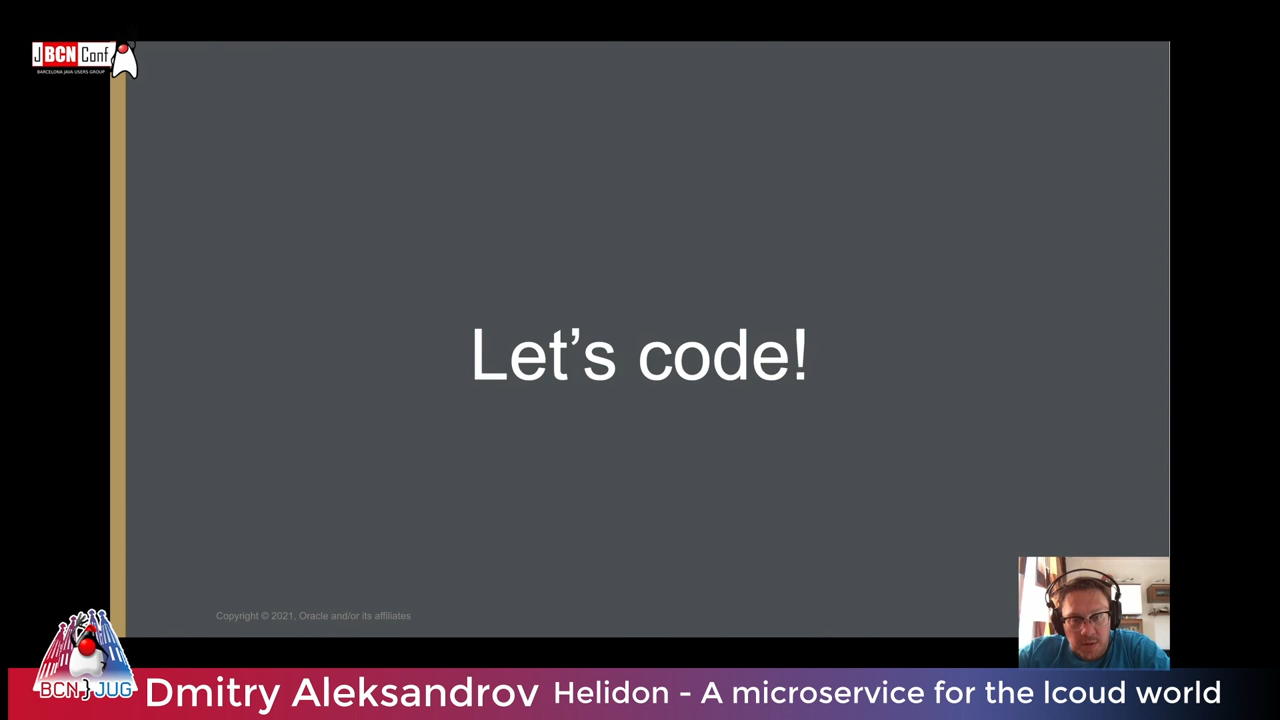 JBCNConf
BARCELONA JAVA USERS GROUP
Let's code!
Copyright © 2021, Oracle and/or its affiliates
BCN JUG
Dmitry Aleksandrov Helidon - A microservice for the lcoud world